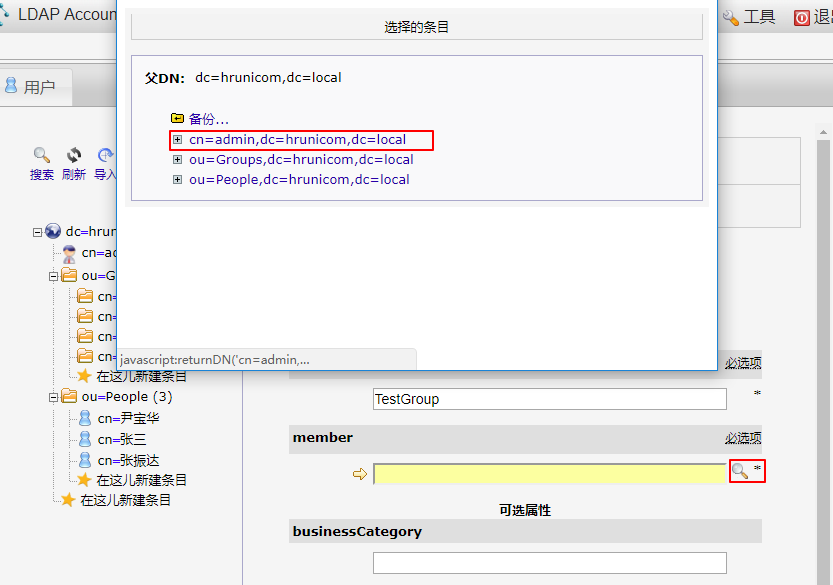 LDAP Accoun
工具
退出
选择的条目
父DN: dc=hrunicom,dc=local
备份...
cn=admin,dc=hrunicom,dc=local
ou=Groups,dc=hrunicom,dc=local
ou=People,dc=hrunicom,dc=local
javascript:returnDN('cn=admin,...
用户
搜索 刷新 导入
dc=hrun
cn=ad
ou=G
cn=
cn=
cn=
cn=
在这儿新建条目
ou=People (3)
cn=尹宝华
cn=张三
cn=张振达
在这儿新建条目
在这儿新建条目
必选项
TestGroup *
member 必选项
*
可选属性
businessCategory